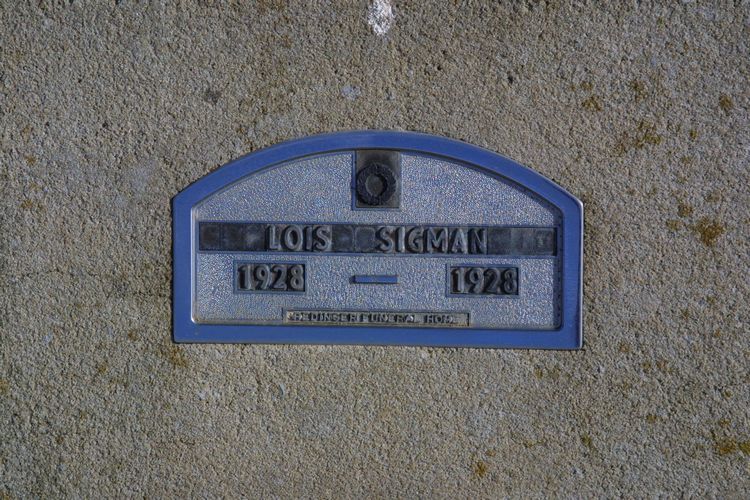 LOIS SIGMAN
1928 — 1928
FUNERAL HOME